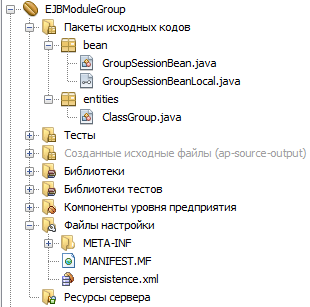 EJBModuleGroup
Пакеты исходных кодов
bean
GroupSessionBean.java
GroupSessionBeanLocal.java
entities
ClassGroup.java
Тесты
Созданные исходные файлы (ap-source-output)
Библиотеки
Библиотеки тестов
Компоненты уровня предприятия
Файлы настройки
META-INF
MANIFEST.MF
persistence.xml
Ресурсы сервера